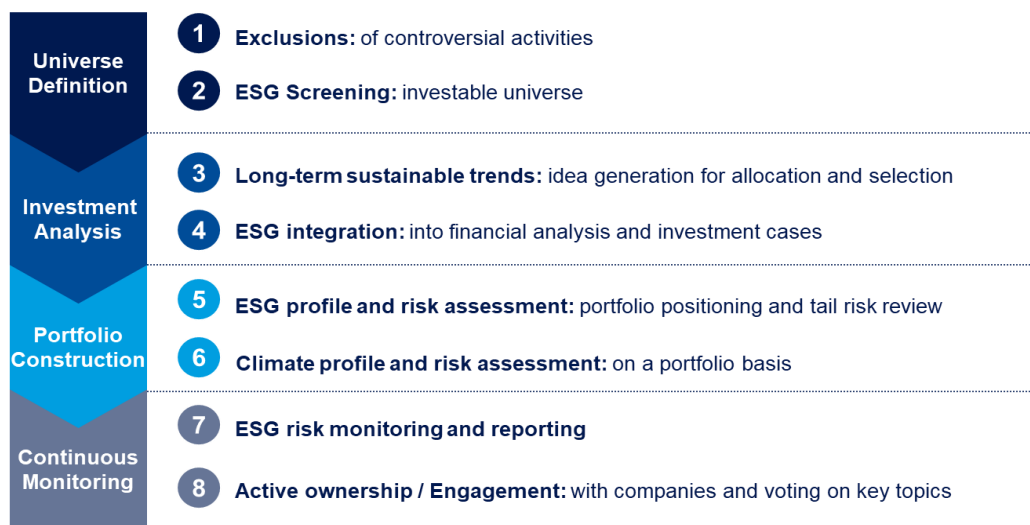 Universe
Definition
1
Exclusions: of controversial activities
2
ESG Screening: investable universe
Investment
Analysis
3
Long-term sustainable trends: idea generation for allocation and selection
4
ESG integration: into financial analysis and investment cases
Portfolio
Construction
5
ESG profile and risk assessment: portfolio positioning and tail risk review
6
Climate profile and risk assessment: on a portfolio basis
Continuous
Monitoring
7
ESG risk monitoring and reporting
8
Active ownership / Engagement: with companies and voting on key topics